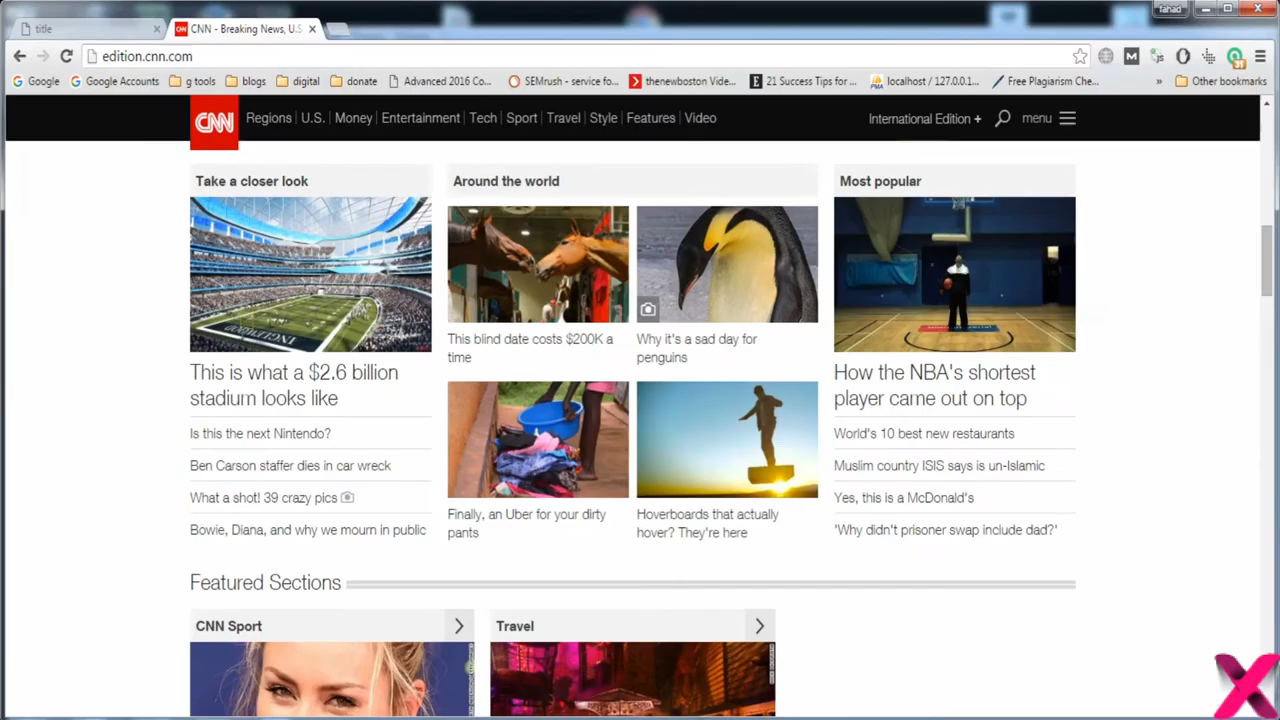 Tahad
title
CNN - Breaking News, U.S
edition.cnn.com
Google
Google Accounts
g tools
blogs
digital
donate
Advanced 2016 Co...
SEMrush - service fo...
thenewboston Vide...
21 Success Tips for ...
localhost / 127.0.0.1...
Free Plagiarism Che...
»
Other bookmarks
CNN
Regions
U.S.
Money
Entertainment
Tech
Sport
Travel
Style
Features
Video
International Edition +
menu
Take a closer look
This is what a $2.6 billion
stadium looks like
Is this the next Nintendo?
Ben Carson staffer dies in car wreck
What a shot! 39 crazy pics
Bowie, Diana, and why we mourn in public
Around the world
This blind date costs $200K a
time
Why it's a sad day for
penguins
Finally, an Uber for your dirty
pants
Hoverboards that actually
hover? They're here
Most popular
How the NBA's shortest
player came out on top
World's 10 best new restaurants
Muslim country ISIS says is un-Islamic
Yes, this is a McDonald's
'Why didn't prisoner swap include dad?'
Featured Sections
CNN Sport
Travel
X